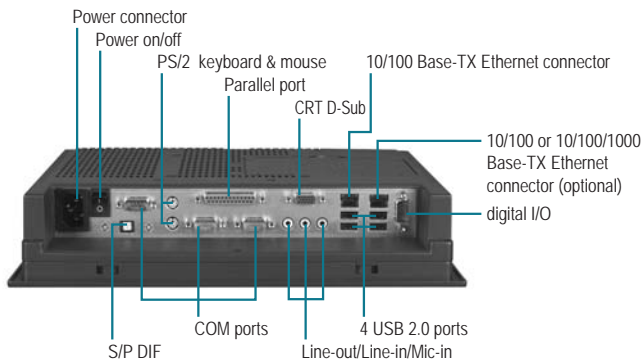 Power connector
Power on/off
PS/2 keyboard & mouse
Parallel port
CRT D-Sub
10/100 Base-TX Ethernet connector
10/100 or 10/100/1000
Base-TX Ethernet
connector (optional)
digital I/O
S/P DIF
COM ports
Line-out/Line-in/Mic-in
4 USB 2.0 ports